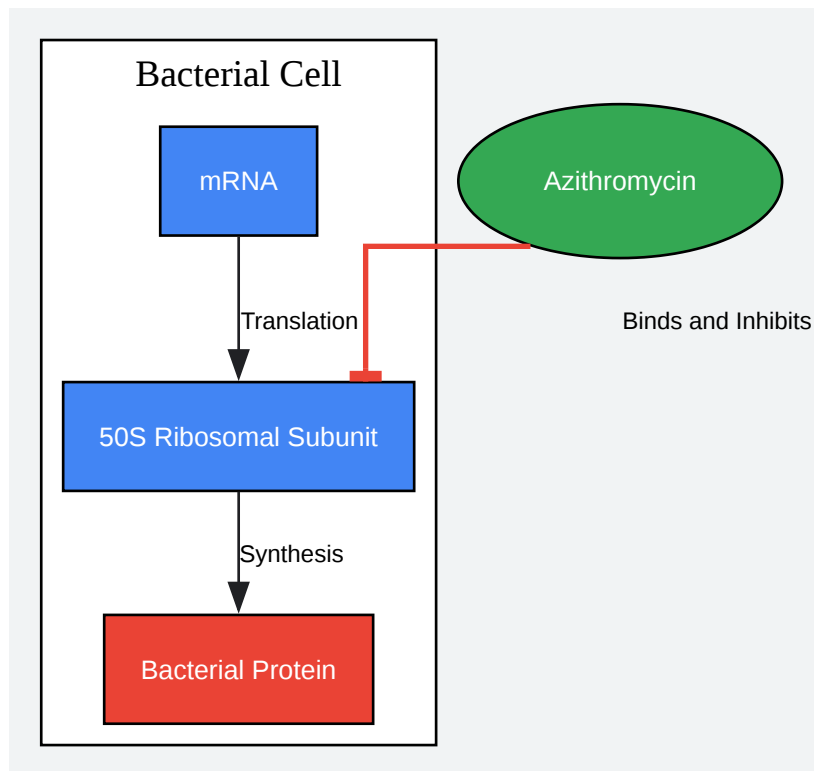 Bacterial Cell
mRNA
Azithromycin
Translation
Binds and Inhibits
50S Ribosomal Subunit
Synthesis
Bacterial Protein